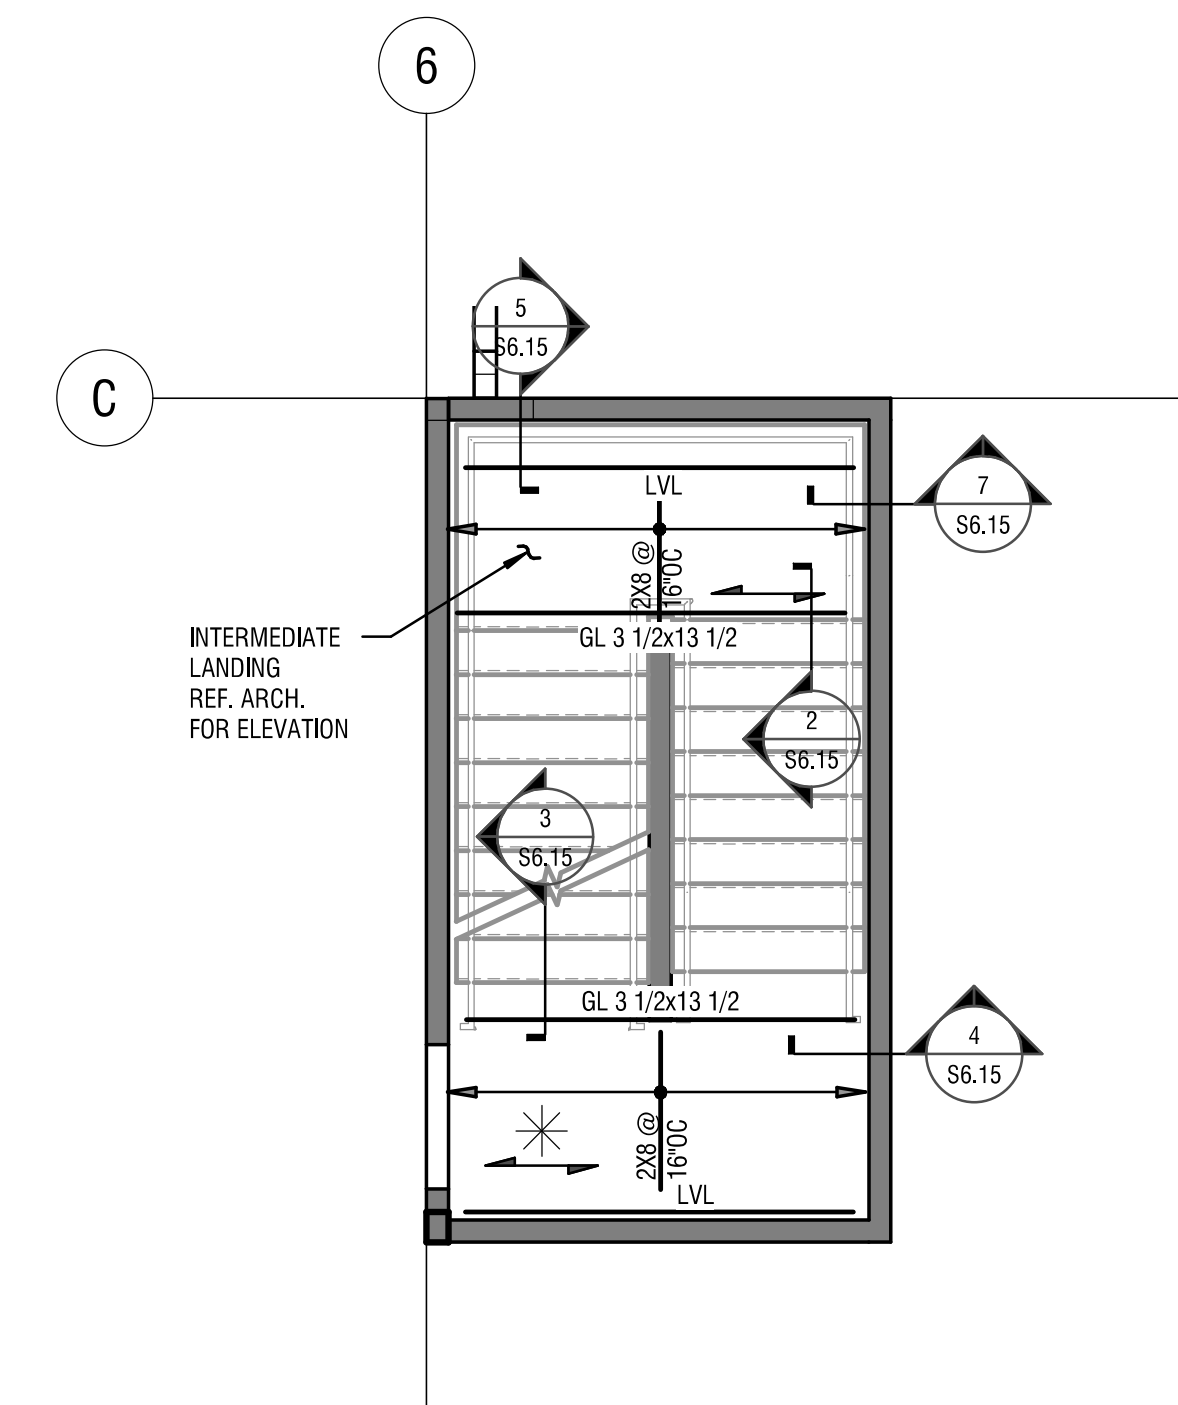 6
5
S6.15
C
7
S6.15
LVL
2X8 @
16"OC
GL 3 1/2x13 1/2
INTERMEDIATE
LANDING
REF. ARCH.
FOR ELEVATION
2
S6.15
3
S6.15
GL 3 1/2x13 1/2
4
S6.15
2X8 @
16"OC
LVL